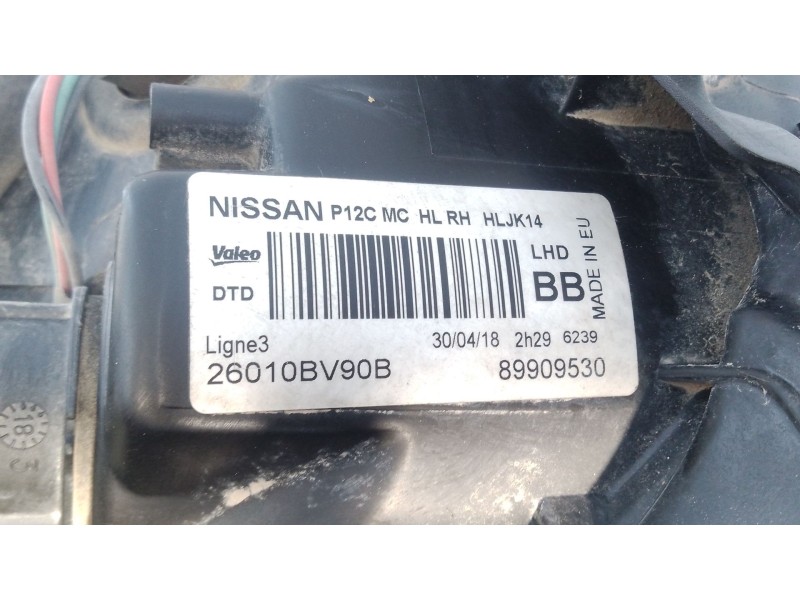 NISSAN P12C MC HL RH HLJK14
Valeo
LHD
DTD
BB
MADE IN EU
Ligne3
30/04/18 2h29 6239
26010BV90B
89909530
18